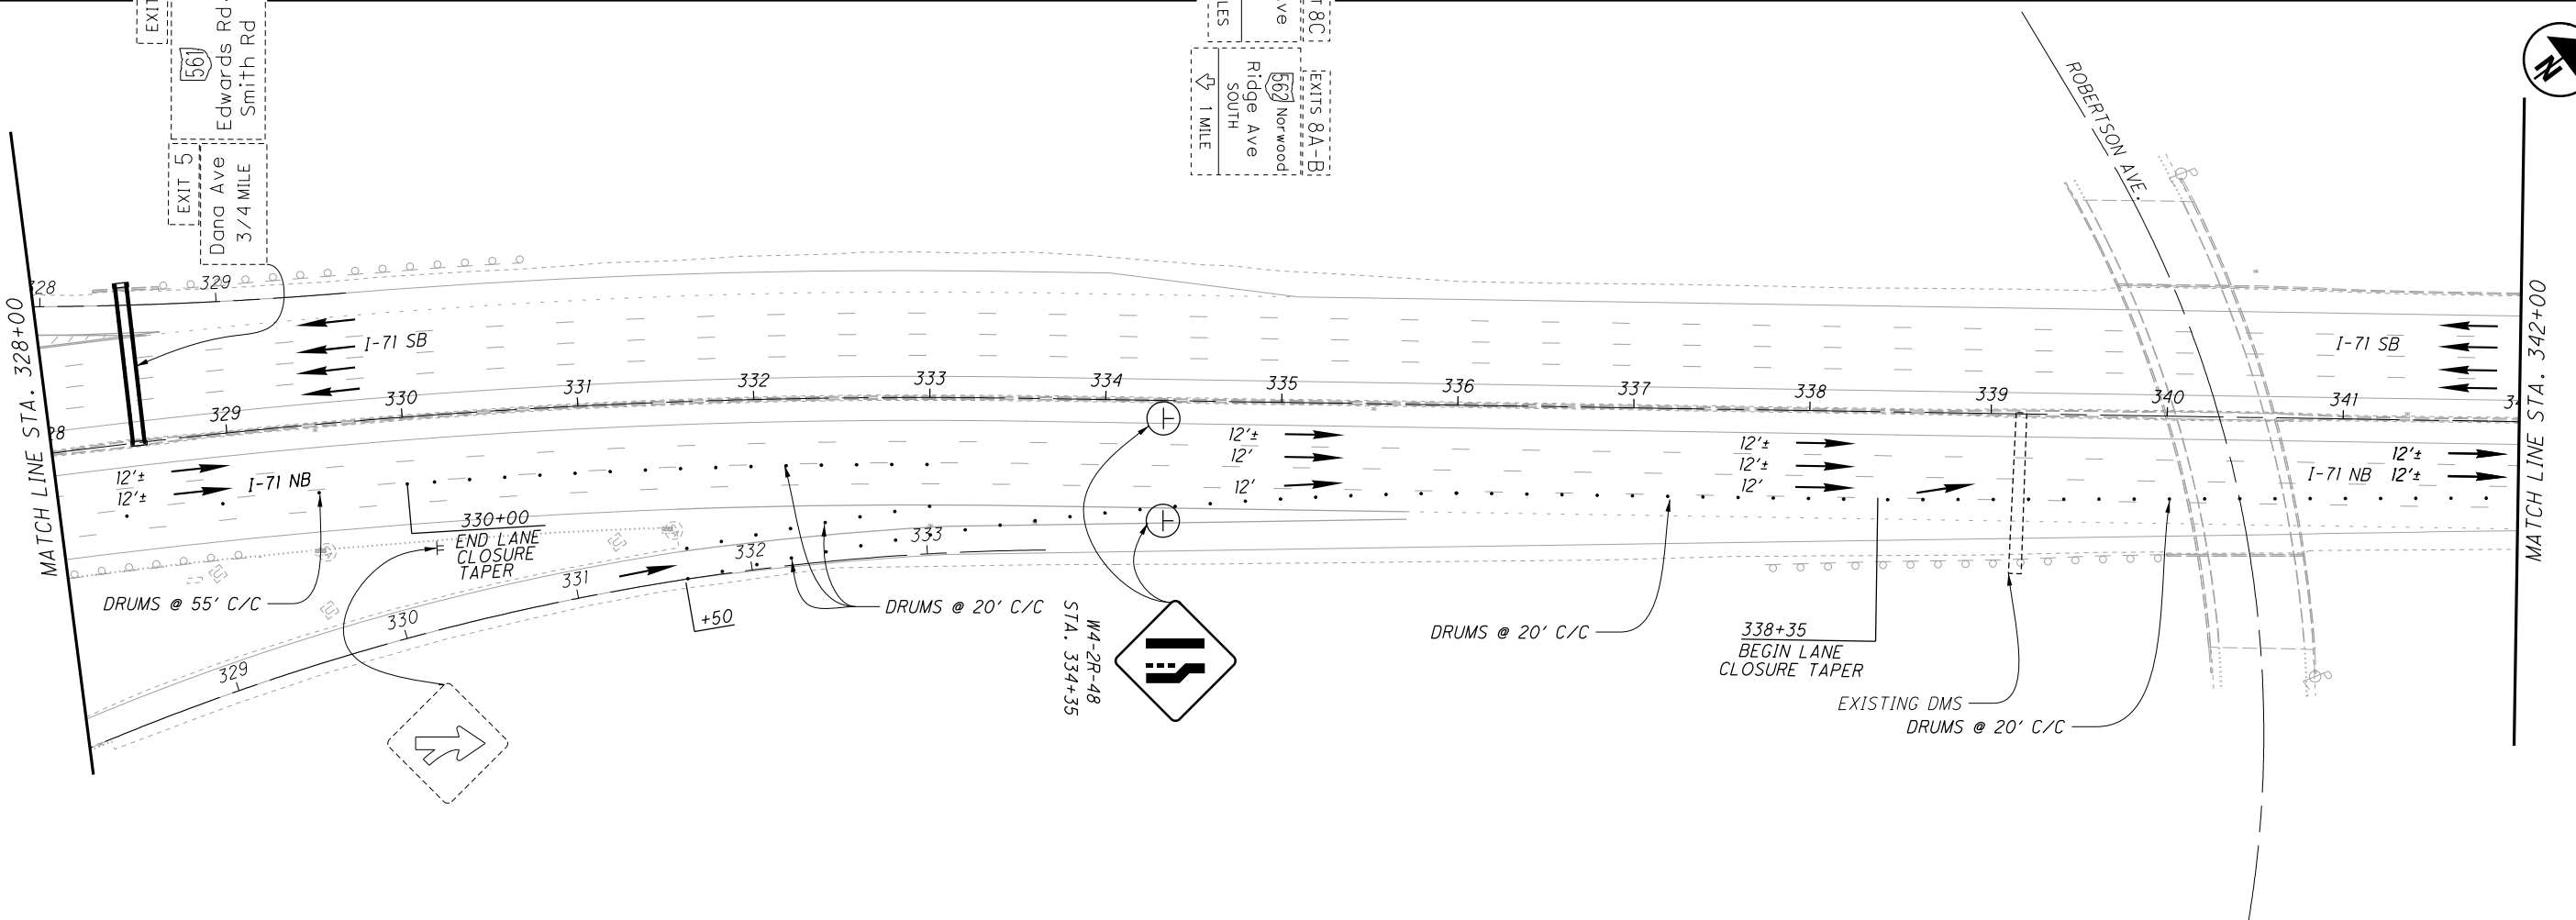 EXIT
561
Edwards Rd
Smith Rd
EXIT 5
Dana Ave
3/4 MILE
LES
ve
T 8C
EXITS 8A-B
562 Norwood
Ridge Ave
SOUTH
1 MILE
ROBERTSON AVE.
N
MATCH LINE STA. 328+00
328
329
I-71 SB
I-71 SB
MATCH LINE STA. 342+00
28
329
330
331
332
333
334
335
336
337
338
339
340
341
34
12'±
12'±
I-71 NB
12'±
12'
12'
12'±
12'±
12'
I-71 NB
12'±
12'±
330+00
END LANE
CLOSURE
TAPER
DRUMS @ 55' C/C
329
330
331
332
333
+50
DRUMS @ 20' C/C
W4-2R-48
STA. 334+35
DRUMS @ 20' C/C
338+35
BEGIN LANE
CLOSURE TAPER
EXISTING DMS
DRUMS @ 20' C/C